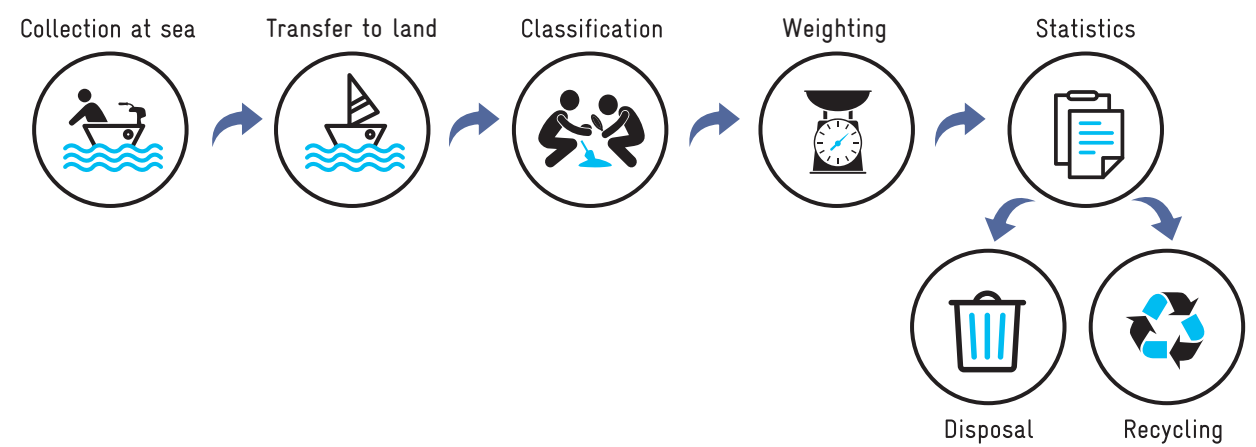 Collection at sea
Transfer to land
Classification
Weighting
Statistics
Disposal
Recycling